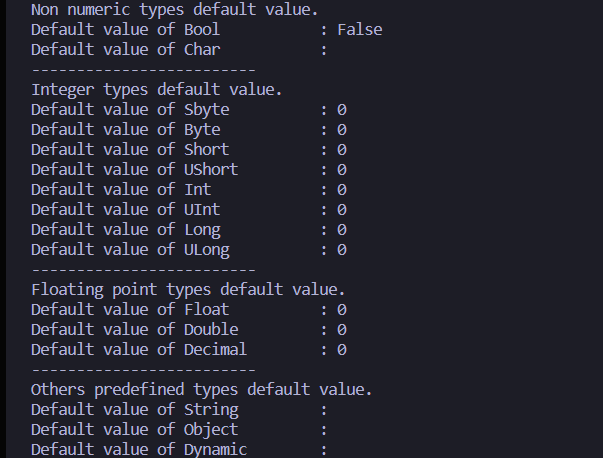 Non numeric types default value.
Default value of Bool           : False
Default value of Char           :
-------------------------
Integer types default value.
Default value of Sbyte          : 0
Default value of Byte           : 0
Default value of Short          : 0
Default value of UShort         : 0
Default value of Int            : 0
Default value of UInt           : 0
Default value of Long           : 0
Default value of ULong          : 0
-------------------------
Floating point types default value.
Default value of Float          : 0
Default value of Double         : 0
Default value of Decimal        : 0
-------------------------
Others predefined types default value.
Default value of String         :
Default value of Object         :
Default value of Dynamic        :